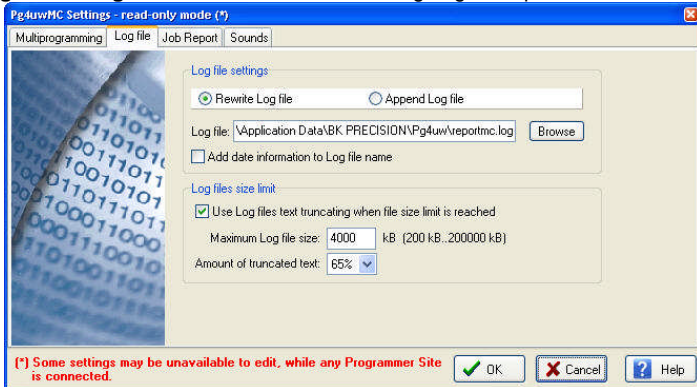 Pg4uwMC Settings - read-only mode (*)
Multiprogramming Log file Job Report Sounds
Log file settings
Rewrite Log file Append Log file
Log file: \Application Data\BK PRECISION\Pg4uw\reportmc.log Browse
Add date information to Log file name
Log files size limit
Use Log files text truncating when file size limit is reached
Maximum Log file size: 4000 kB (200 kB..200000 kB)
Amount of truncated text: 65%
(*) Some settings may be unavailable to edit, while any Programmer Site
is connected.
OK Cancel Help